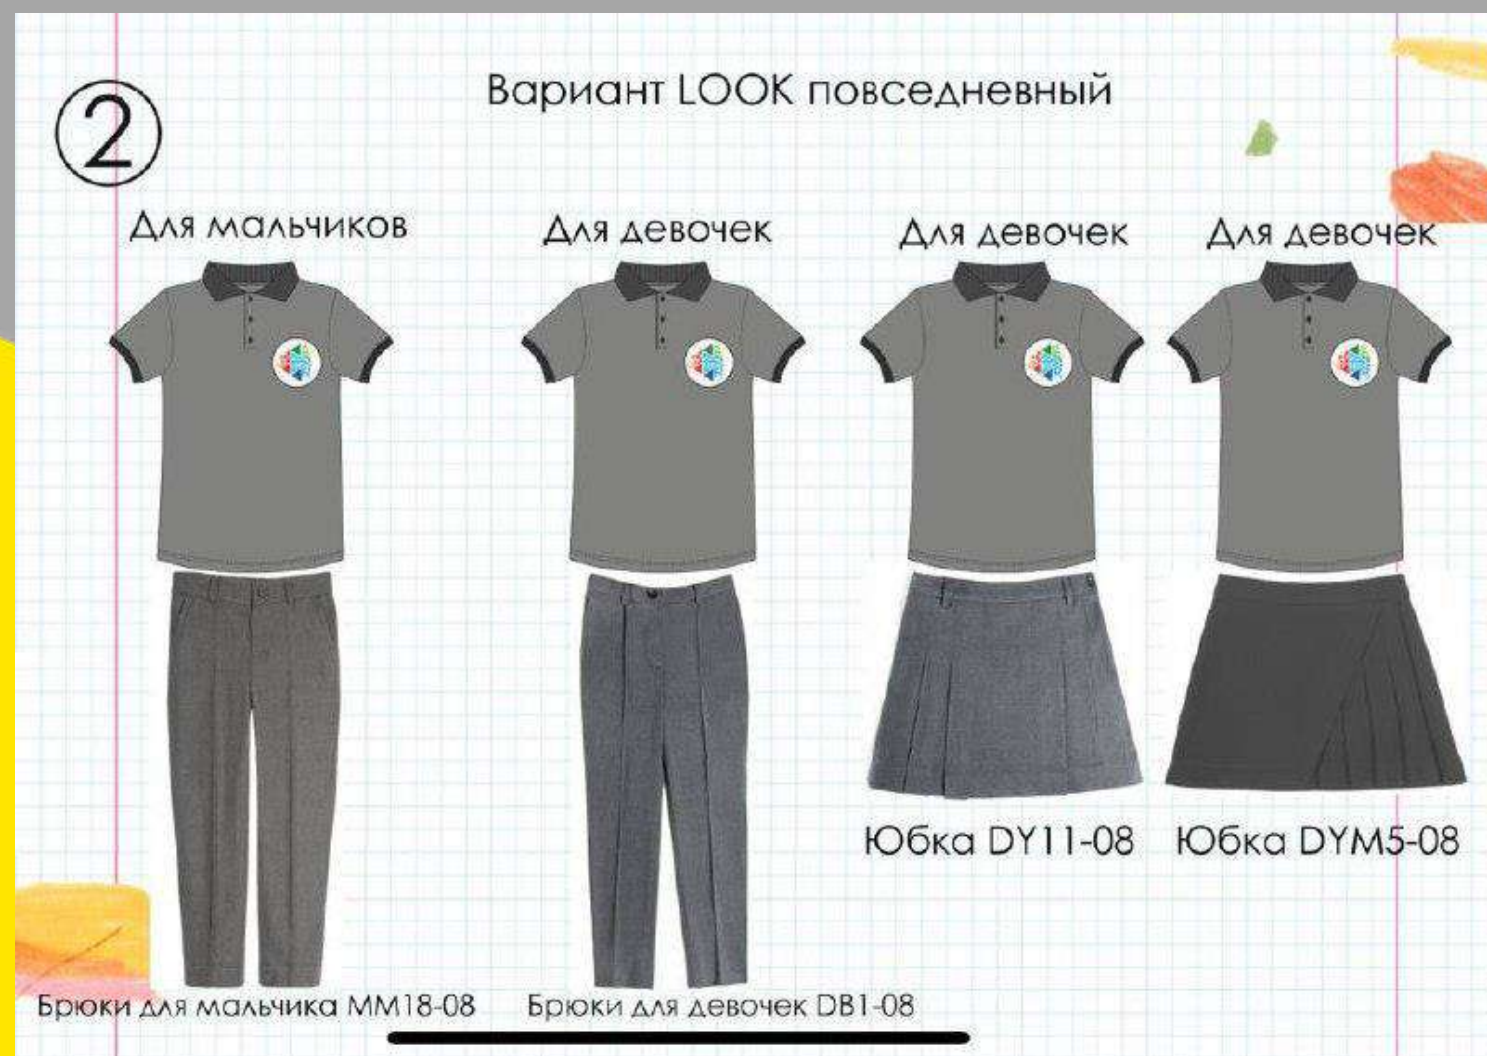 2
Вариант LOOK повседневный
Для мальчиков
Для девочек
Для девочек
Для девочек
Юбка DY11-08
Юбка DYM5-08
Брюки для мальчика MM18-08
Брюки для девочек DB1-08